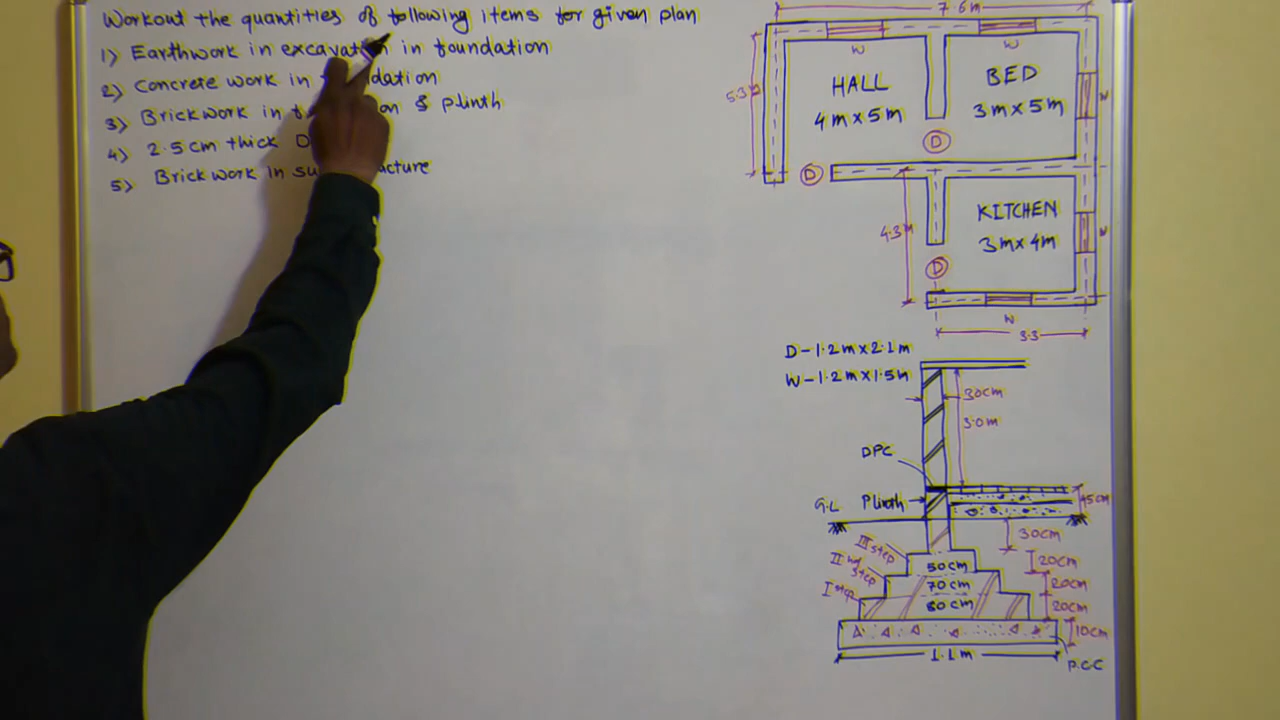 Workout the quantities of following items for given plan
1) Earthwork in excavation in foundation
2) Concrete work in dation
3) Brickwork in on & plinth
4) 2.5cm thick D
5) Brickwork in su ucture
7.6m
W
W
5.3m
HALL
4m x 5m
BED
3m x 5m
W
D
D
KITCHEN
3m x 4m
4.3m
W
D
W
3.3
D-1.2m x 2.1m
W-1.2m x 1.5m
30cm
3.0m
DPC
G.L Plinth
45cm
30cm
III step
50cm
20cm
II nd step
70cm
20cm
I step
80cm
20cm
10cm
1.1m
P.C.C